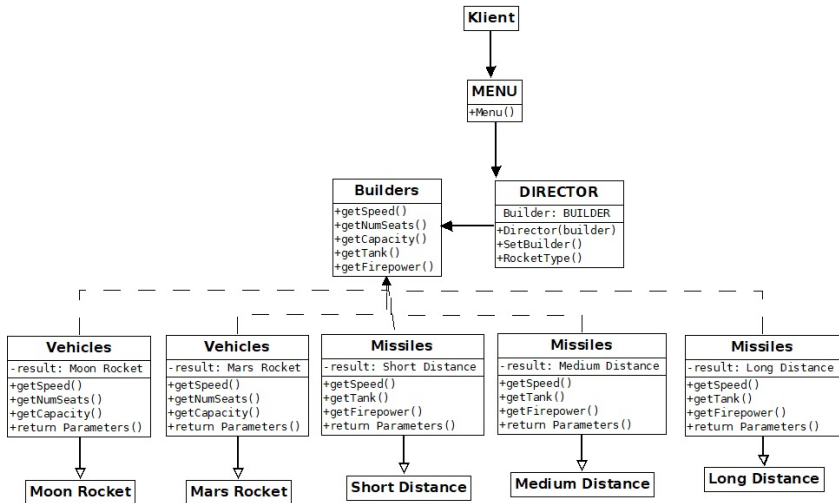 Klient
MENU
+Menu()
Builders
+getSpeed()
+getNumSeats()
+getCapacity()
+getTank()
+getFirepower()
DIRECTOR
Builder: BUILDER
+Director(builder)
+SetBuilder()
+RocketType()
Vehicles
-result: Moon Rocket
+getSpeed()
+getNumSeats()
+getCapacity()
+return Parameters()
Vehicles
-result: Mars Rocket
+getSpeed()
+getNumSeats()
+getCapacity()
+return Parameters()
Missiles
-result: Short Distance
+getSpeed()
+getTank()
+getFirepower()
+return Parameters()
Missiles
-result: Medium Distance
+getSpeed()
+getTank()
+getFirepower()
+return Parameters()
Missiles
-result: Long Distance
+getSpeed()
+getTank()
+getFirepower()
+return Parameters()
Moon Rocket
Mars Rocket
Short Distance
Medium Distance
Long Distance